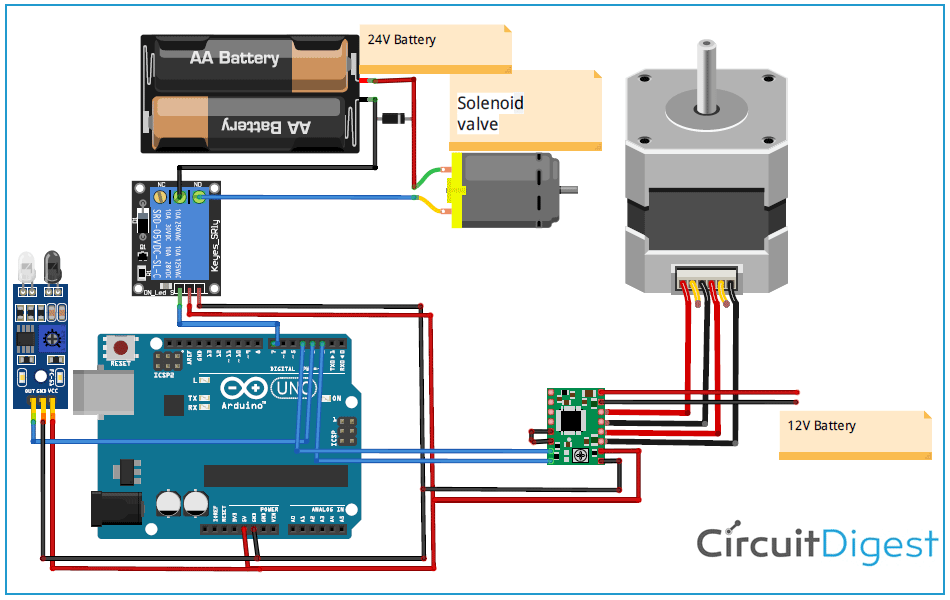 AA Battery
AA Battery
24V Battery
Solenoid
valve
NC
NO
10A 250VAC 10A 125VAC
10A 30VDC 10A 28VDC
SRD-05VDC-SL-C
Keyes_SRly
ON_Led
S
OUT GND VCC
RESET
ICSP2
AREF
GND
13
12
~11
~10
~9
8
7
~6
~5
4
~3
2
TX▸1
RX◂0
DIGITAL
L
TX
RX
UNO
ON
Arduino
ICSP
1
12V Battery
IOREF
RESET
3V3
5V
GND
GND
VIN
POWER
ANALOG IN
A0
A1
A2
A3
A4
A5
CircuitDigest